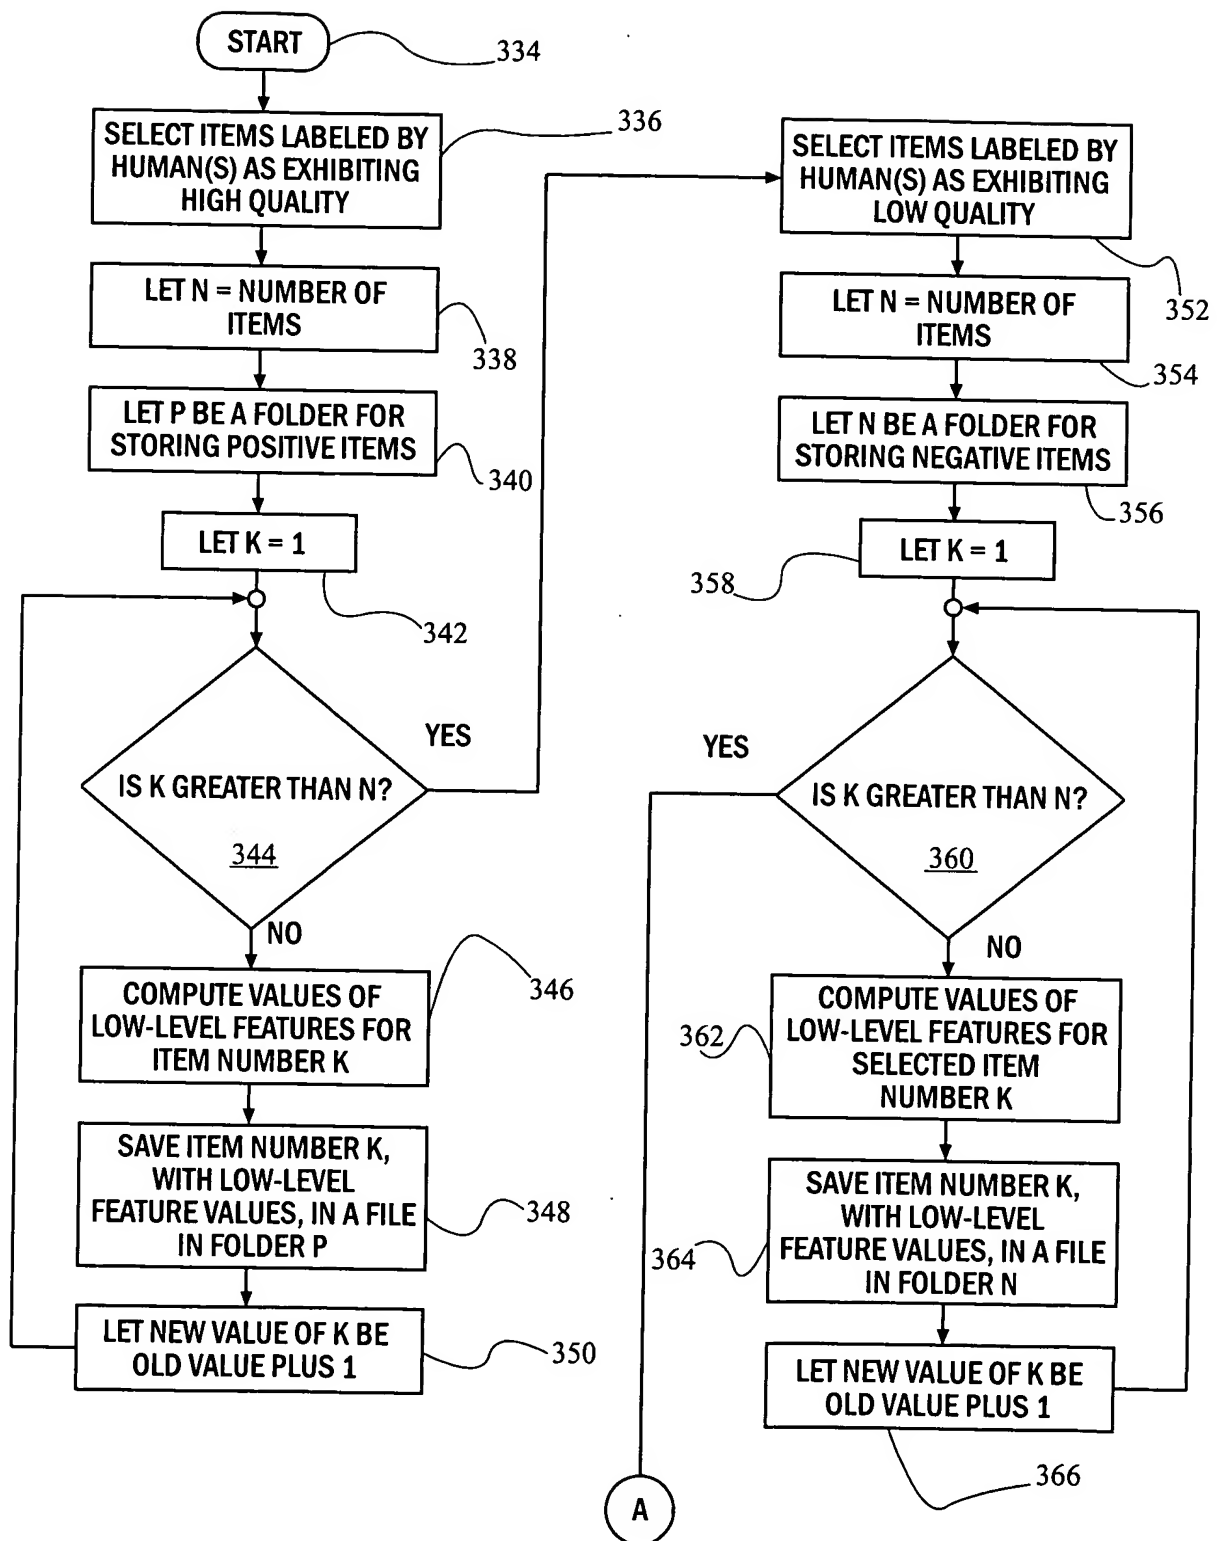 START
334
SELECT ITEMS LABELED BY
HUMAN(S) AS EXHIBITING
HIGH QUALITY
336
LET N = NUMBER OF
ITEMS
338
LET P BE A FOLDER FOR
STORING POSITIVE ITEMS
340
LET K = 1
342
IS K GREATER THAN N?
344
YES
NO
COMPUTE VALUES OF
LOW-LEVEL FEATURES FOR
ITEM NUMBER K
346
SAVE ITEM NUMBER K,
WITH LOW-LEVEL
FEATURE VALUES, IN A FILE
IN FOLDER P
348
LET NEW VALUE OF K BE
OLD VALUE PLUS 1
350
SELECT ITEMS LABELED BY
HUMAN(S) AS EXHIBITING
LOW QUALITY
352
LET N = NUMBER OF
ITEMS
354
LET N BE A FOLDER FOR
STORING NEGATIVE ITEMS
356
LET K = 1
358
IS K GREATER THAN N?
360
YES
NO
COMPUTE VALUES OF
LOW-LEVEL FEATURES FOR
SELECTED ITEM
NUMBER K
362
SAVE ITEM NUMBER K,
WITH LOW-LEVEL
FEATURE VALUES, IN A FILE
IN FOLDER N
364
LET NEW VALUE OF K BE
OLD VALUE PLUS 1
366
A